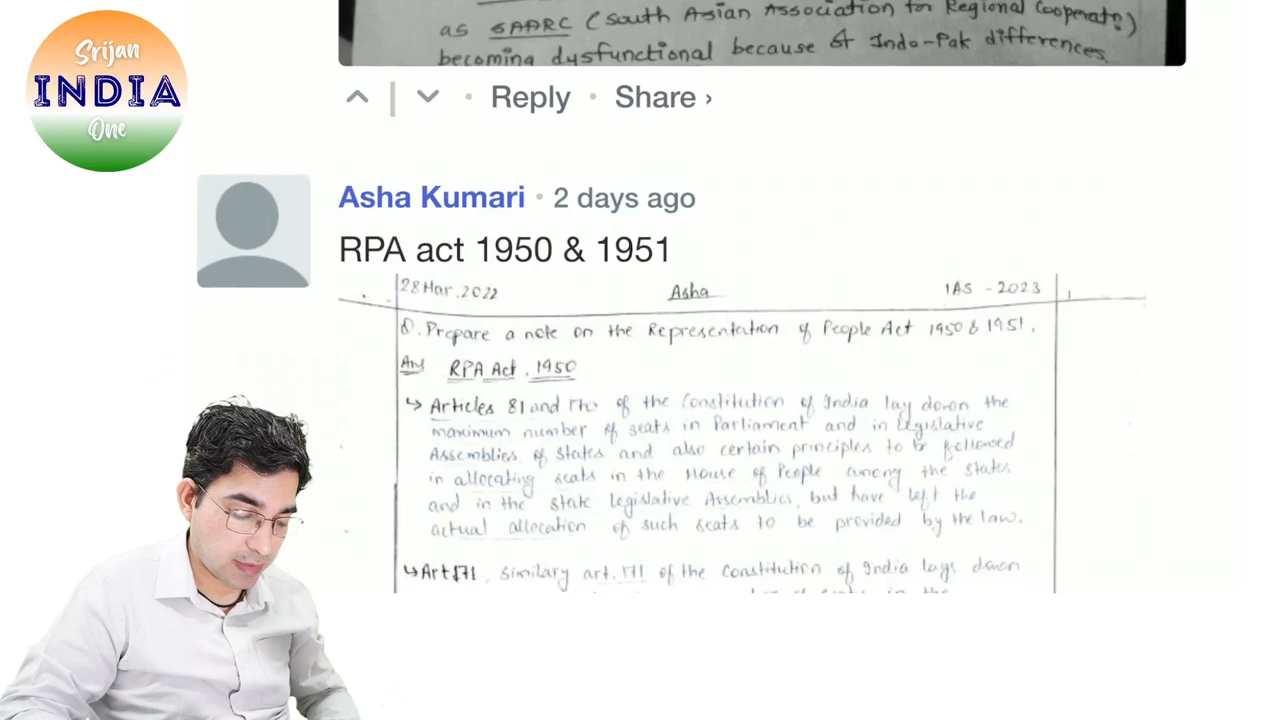 Srijan
INDIA
One
as SAARC (South Asian Association for Regional
becoming dysfunctional because of Indo-Pak differences
Reply • Share ›
Asha Kumari • 2 days ago
RPA act 1950 & 1951
28 Mar. 2022 Asha IAS - 2023
Q. Prepare a note on the Representation of People Act 1950 & 1951.
Ans RPA Act, 1950
↳ Articles 81 and 170 of the Constitution of India lay down the
maximum number of seats in Parliament and in Legislative
Assemblies of States and also certain principles to be followed
in allocating seats in the House of People among the States
and in the State Legislative Assemblies, but have left the
actual allocation of such seats to be provided by the law.
↳ Art 171. Similary art. 171 of the Constitution of India lays down